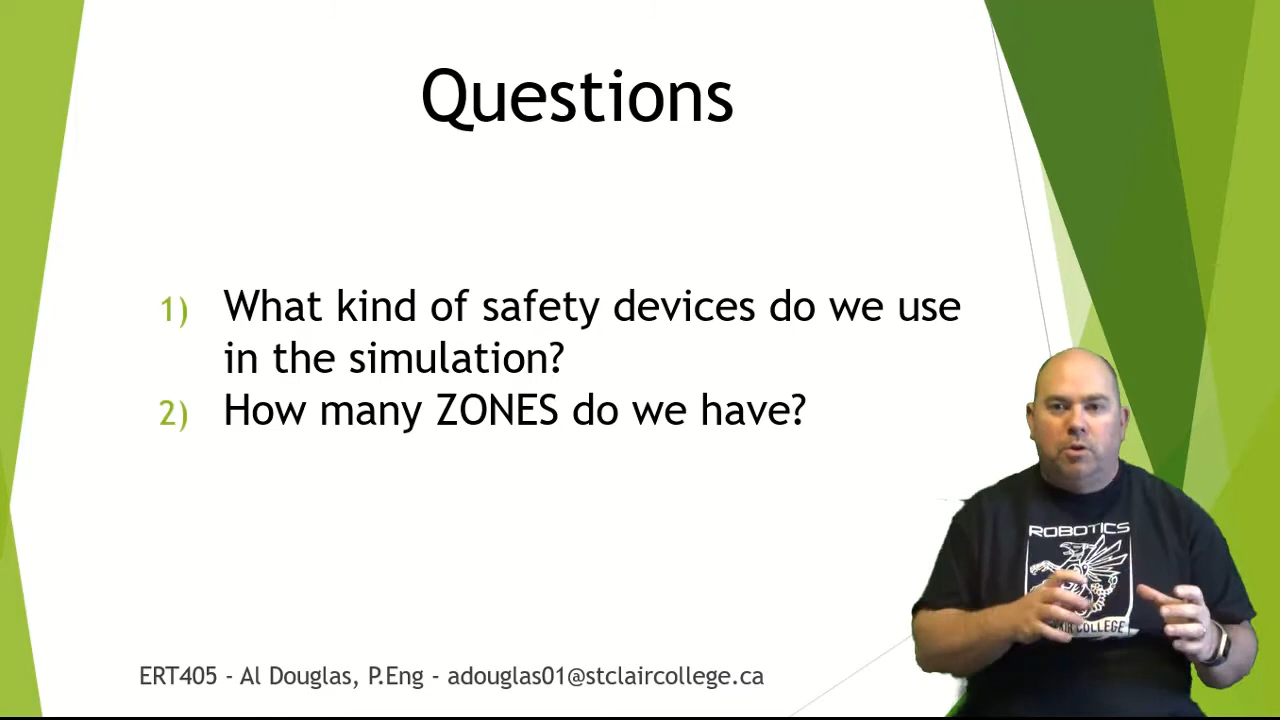 Questions
1) What kind of safety devices do we use
in the simulation?
2) How many ZONES do we have?
ROBOTICS
COLLEGE
ERT405 - Al Douglas, P.Eng - adouglas01@stclaircollege.ca